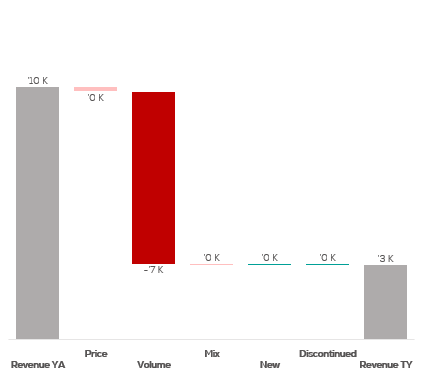 '10 K
'0 K
-7 K
'0 K
'0 K
'0 K
'3 K
Price
Mix
Discontinued
Revenue YA
Volume
New
Revenue TY